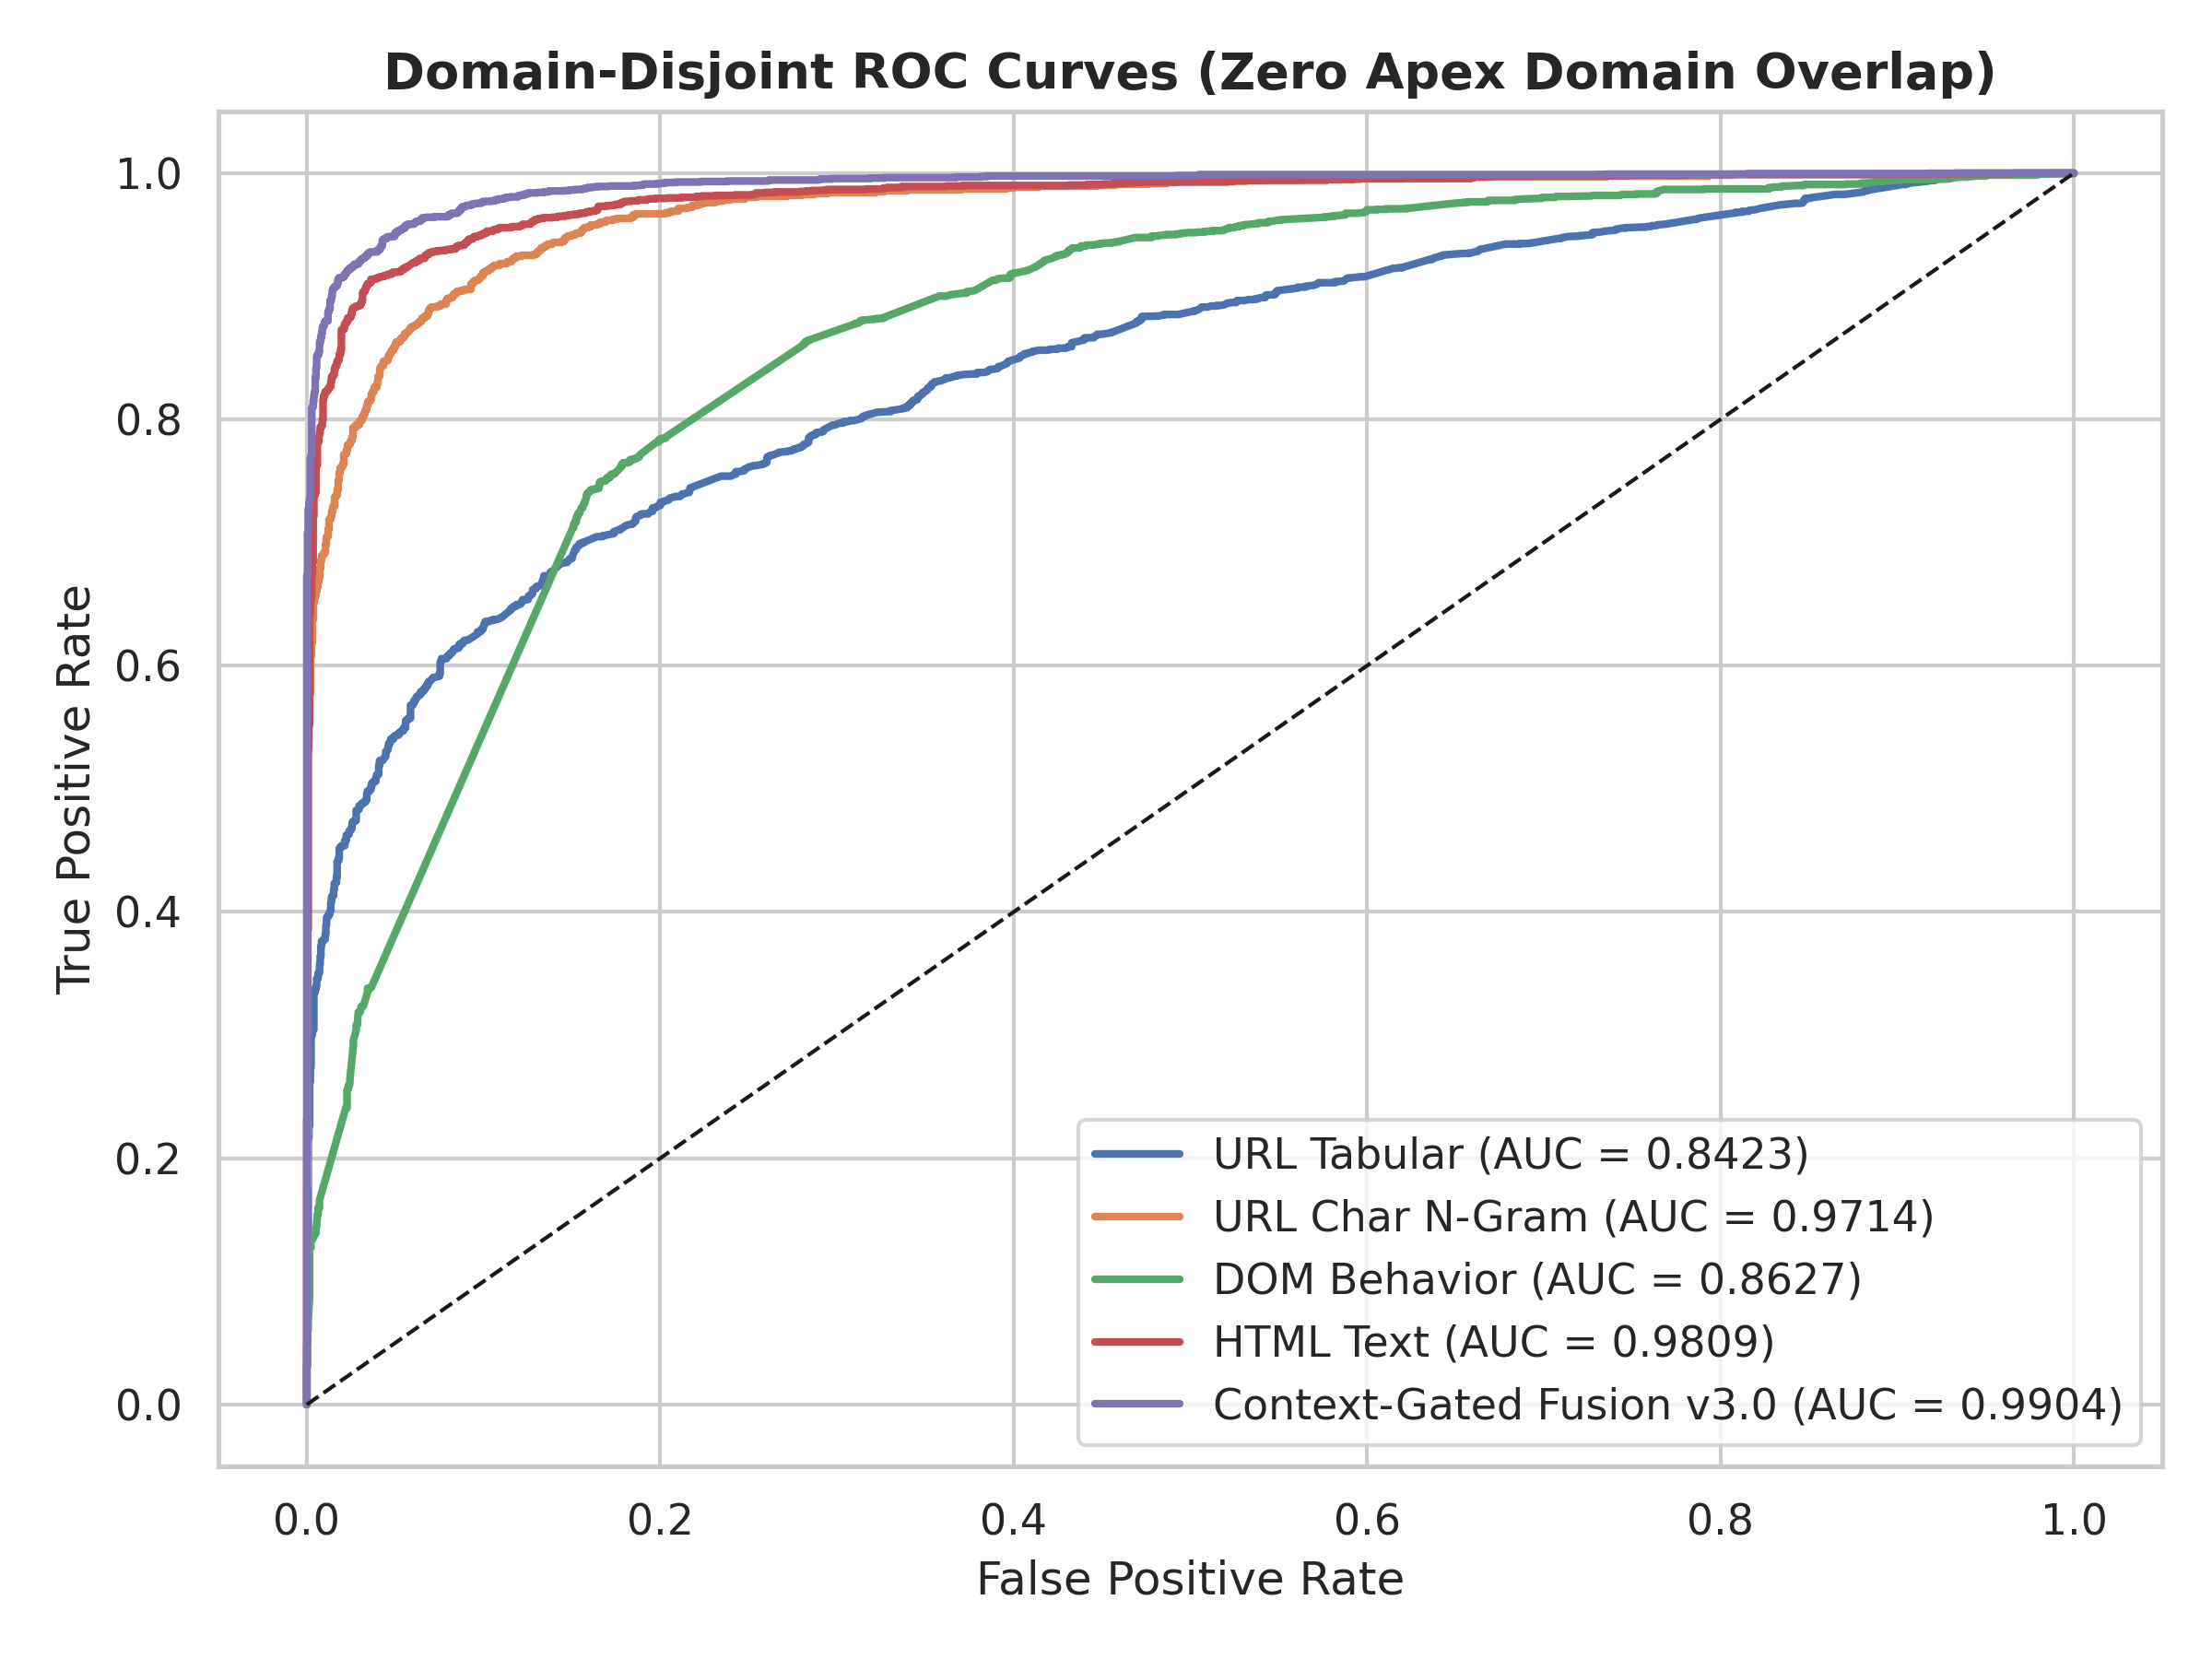 Domain-Disjoint ROC Curves (Zero Apex Domain Overlap)
True Positive Rate
1.0
0.8
0.6
0.4
0.2
0.0
URL Tabular (AUC = 0.8423)
URL Char N-Gram (AUC = 0.9714)
DOM Behavior (AUC = 0.8627)
HTML Text (AUC = 0.9809)
Context-Gated Fusion v3.0 (AUC = 0.9904)
0.0 0.2 0.4 0.6 0.8 1.0
False Positive Rate